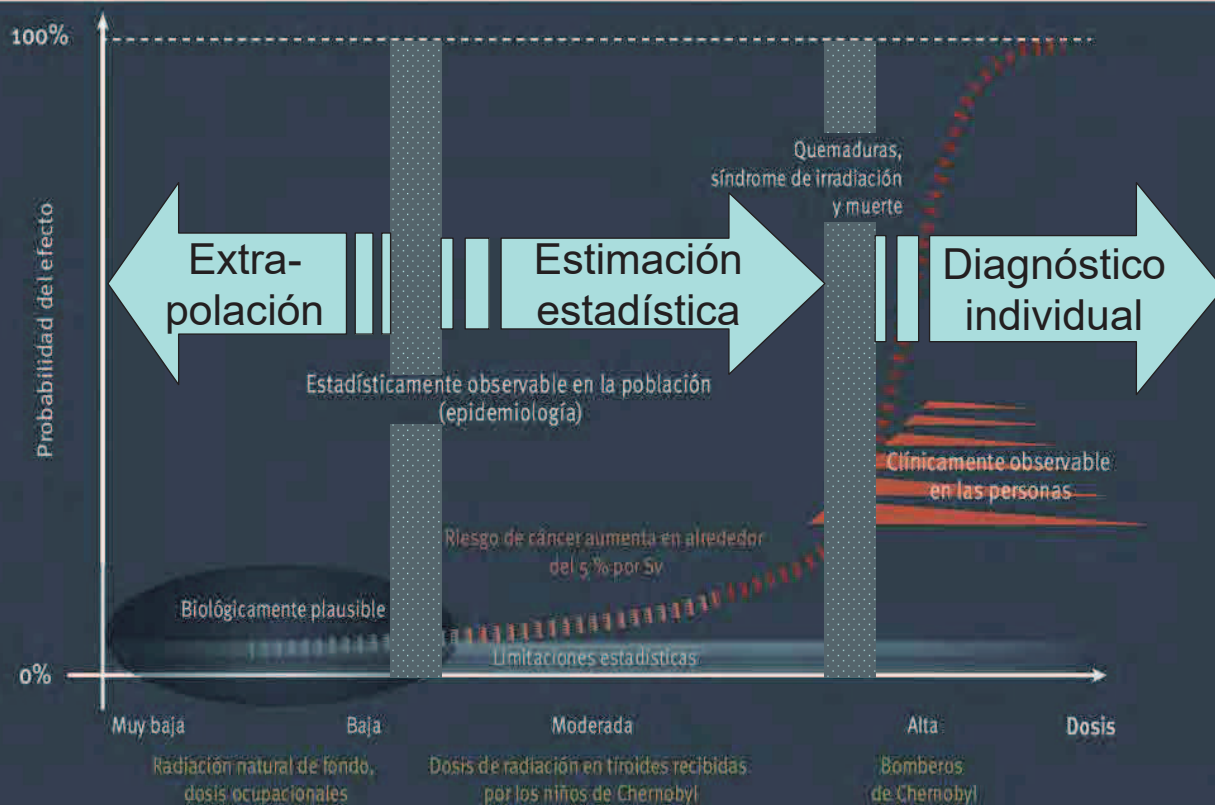 100%
Probabilidad del efecto
0%
Quemaduras,
síndrome de irradiación
y muerte
Extra-
polación
Estimación
estadística
Diagnóstico
individual
Estadísticamente observable en la población
(epidemiología)
Clínicamente observable
en las personas
Riesgo de cáncer aumenta en alrededor
del 5 % por Sv
Biológicamente plausible
Limitaciones estadísticas
Muy baja
Baja
Moderada
Alta
Dosis
Radiación natural de fondo,
dosis ocupacionales
Dosis de radiación en tiroides recibidas
por los niños de Chernobyl
Bomberos
de Chernobyl